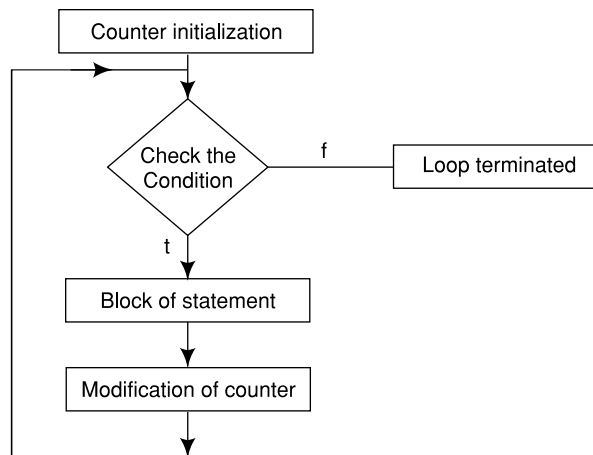 Counter initialization
Check the
Condition
f
Loop terminated
t
Block of statement
Modification of counter